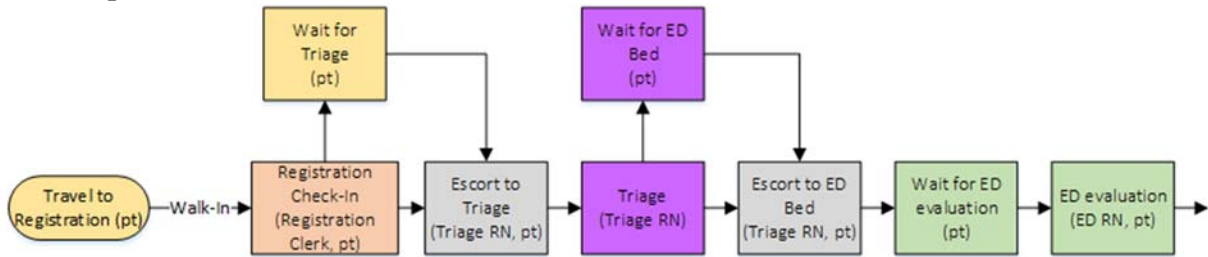 Wait for
Triage
(pt)
Wait for ED
Bed
(pt)
Travel to
Registration (pt)
Walk-In
Registration
Check-In
(Registration
Clerk, pt)
Escort to
Triage
(Triage RN, pt)
Triage
(Triage RN)
Escort to ED
Bed
(Triage RN, pt)
Wait for ED
evaluation
(pt)
ED evaluation
(ED RN, pt)